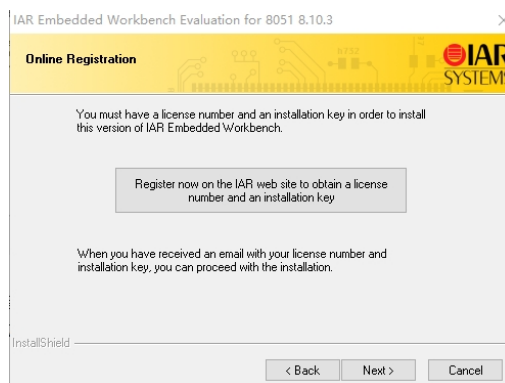 IAR Embedded Workbench Evaluation for 8051 8.10.3
Online Registration
IAR
SYSTEMS
You must have a license number and an installation key in order to install
this version of IAR Embedded Workbench.
Register now on the IAR web site to obtain a license
number and an installation key
When you have received an email with your license number and
installation key, you can proceed with the installation.
InstallShield
< Back
Next >
Cancel